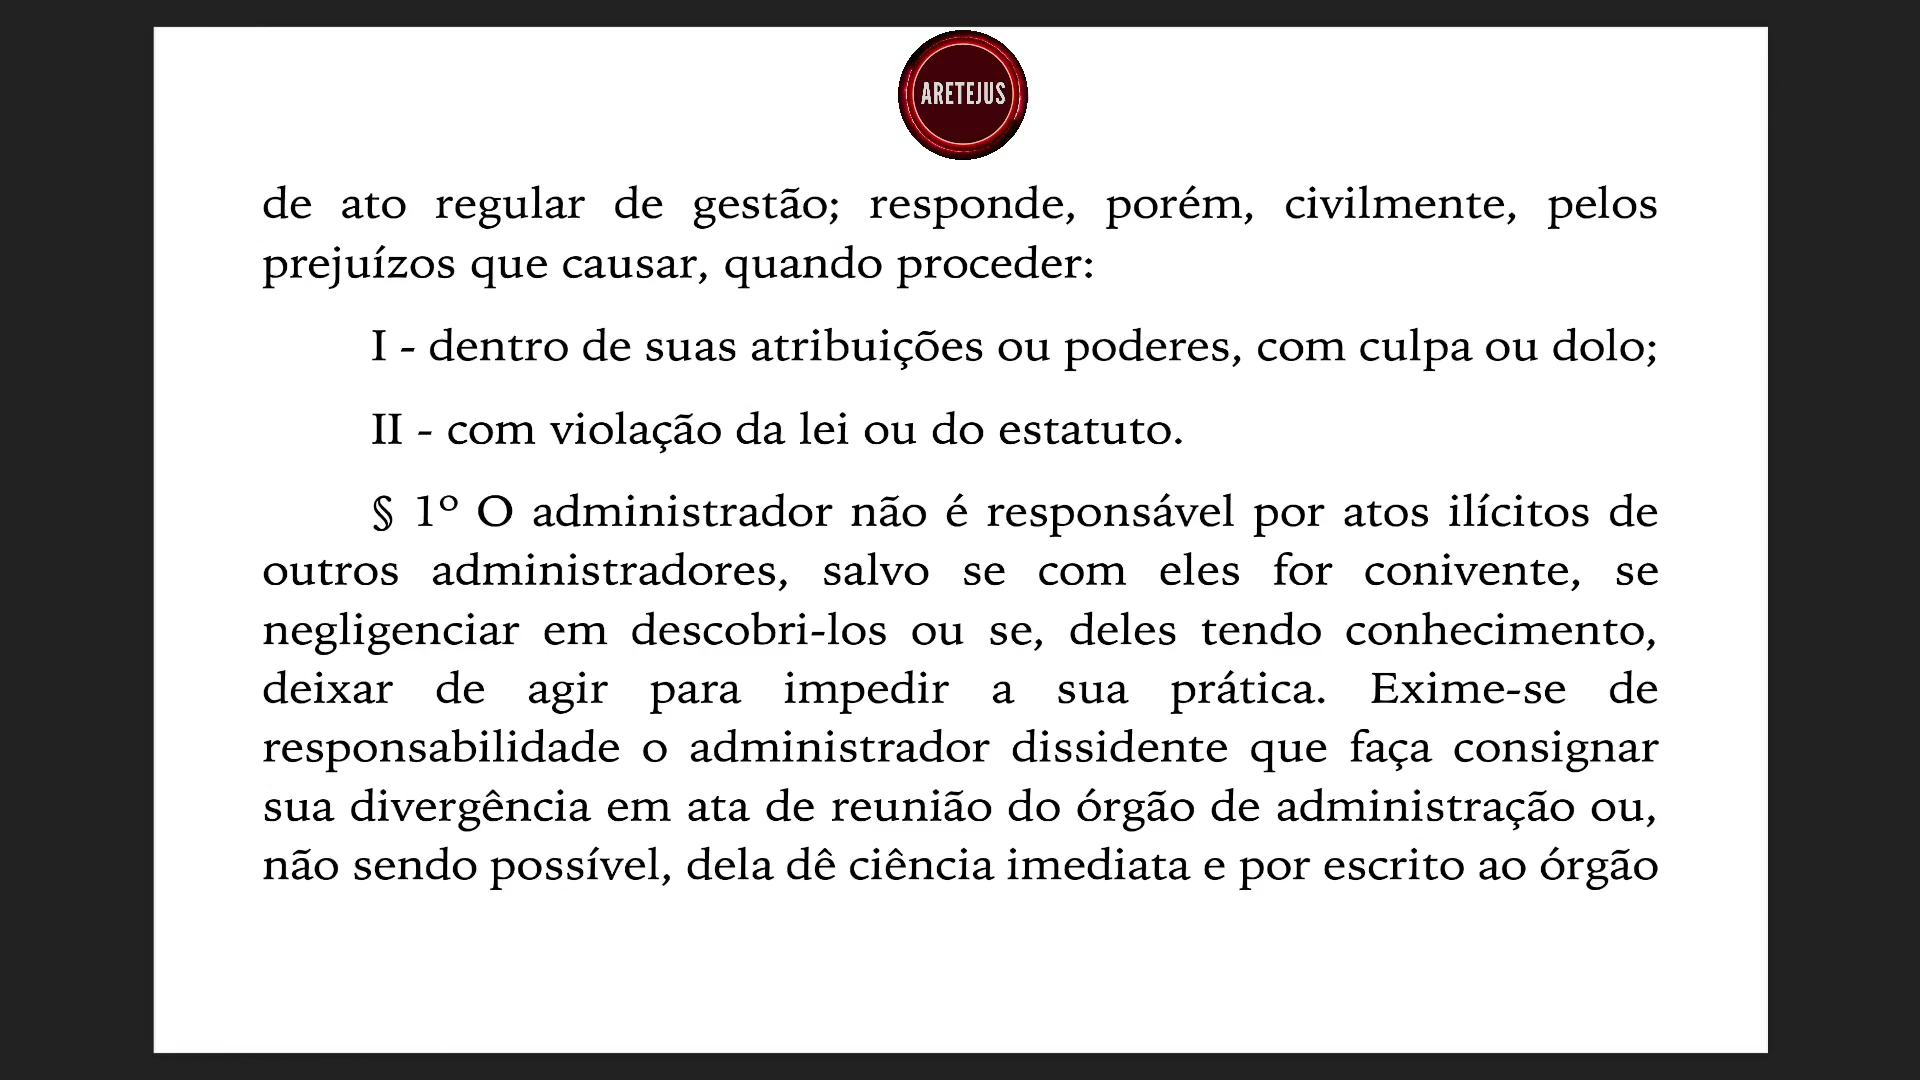 ARETEJUS
de ato regular de gestão; responde, porém, civilmente, pelos
prejuízos que causar, quando proceder:
I - dentro de suas atribuições ou poderes, com culpa ou dolo;
II - com violação da lei ou do estatuto.
§ 1º O administrador não é responsável por atos ilícitos de
outros administradores, salvo se com eles for conivente, se
negligenciar em descobri-los ou se, deles tendo conhecimento,
deixar de agir para impedir a sua prática. Exime-se de
responsabilidade o administrador dissidente que faça consignar
sua divergência em ata de reunião do órgão de administração ou,
não sendo possível, dela dê ciência imediata e por escrito ao órgão